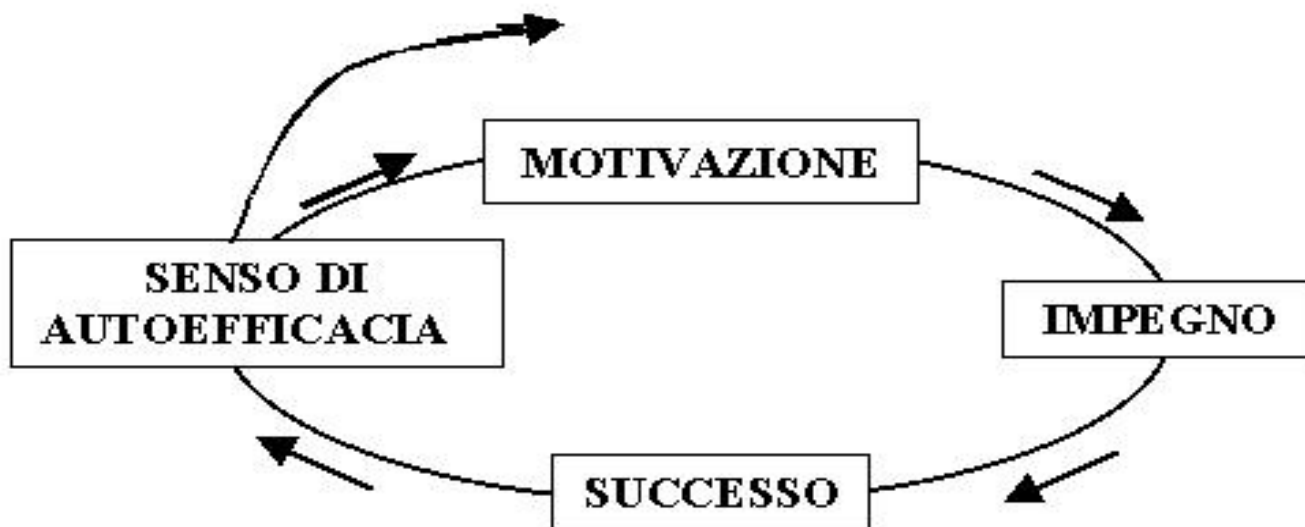 MOTIVAZIONE
SENSO DI
AUTOEFFICACIA
IMPEGNO
SUCCESSO